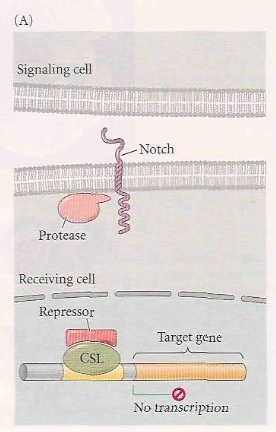 (A)
Signaling cell
Notch
Protease
Receiving cell
Repressor
Target gene
CSL
No transcription